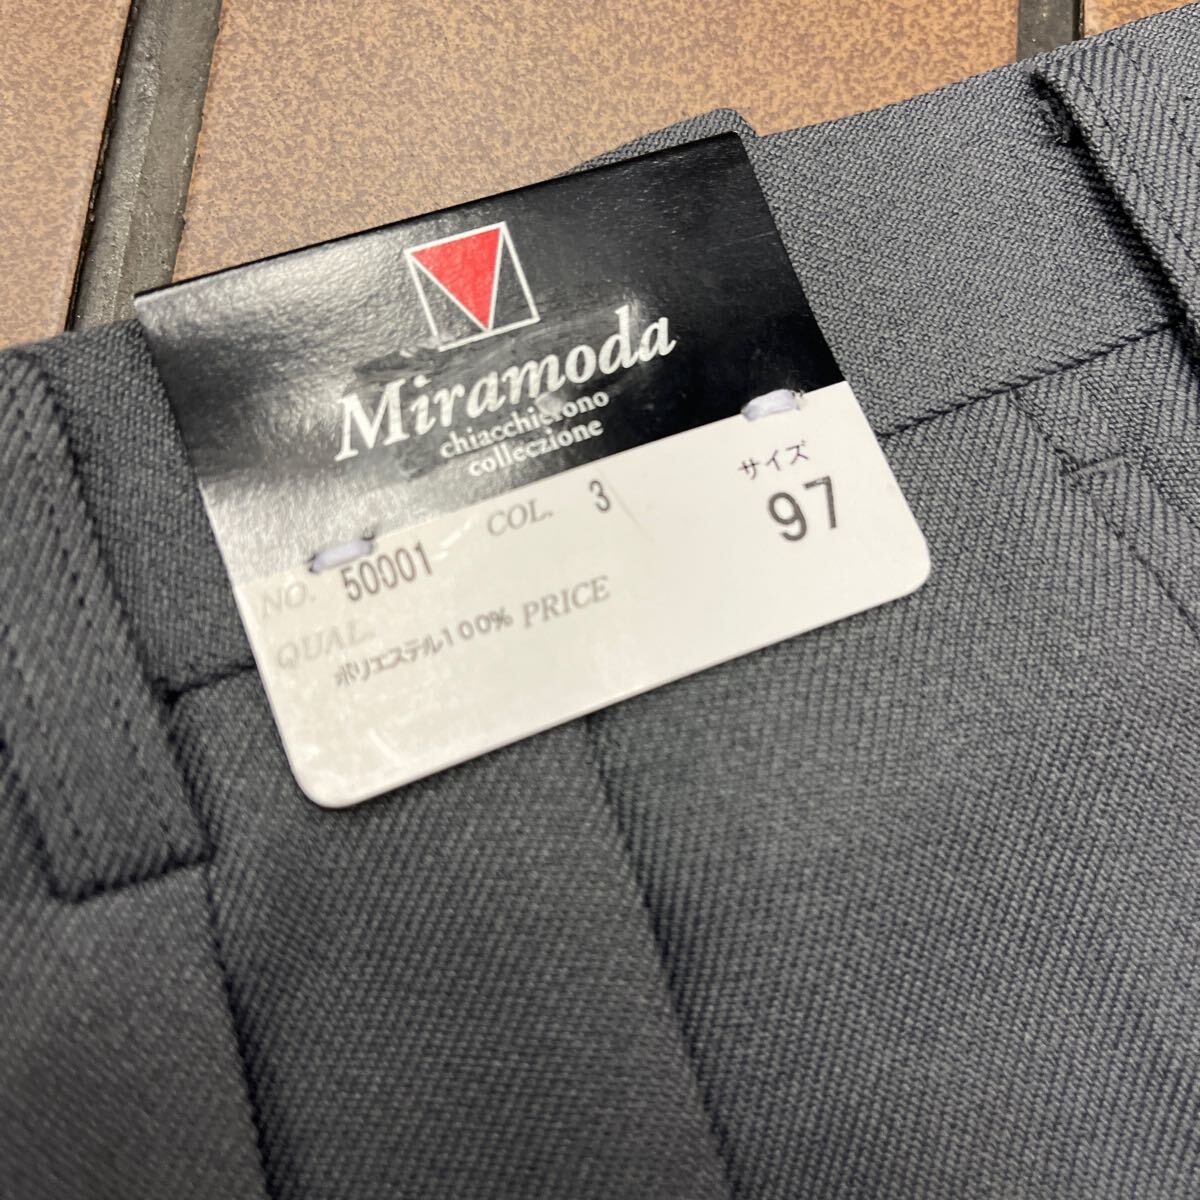 Miramoda
chiacchierono
colleczione
NO. 50001 COL. 3 サイズ
97
QUAL. PRICE
ポリエステル100%